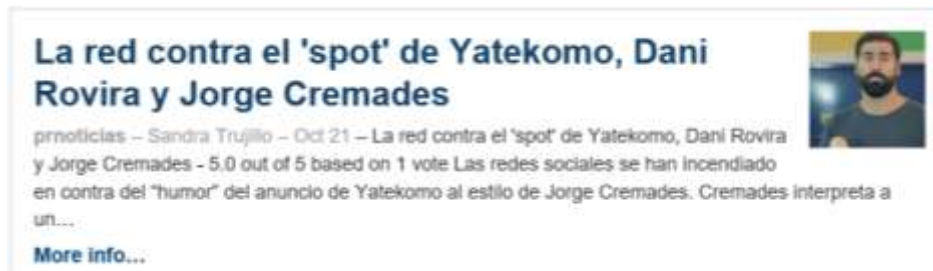 La red contra el 'spot' de Yatekomo, Dani
Rovira y Jorge Cremades
prnoticias – Sandra Trujillo – Oct 21 – La red contra el 'spot' de Yatekomo, Dani Rovira
y Jorge Cremades - 5.0 out of 5 based on 1 vote Las redes sociales se han incendiado
en contra del "humor" del anuncio de Yatekomo al estilo de Jorge Cremades. Cremades interpreta a
un...
More info...